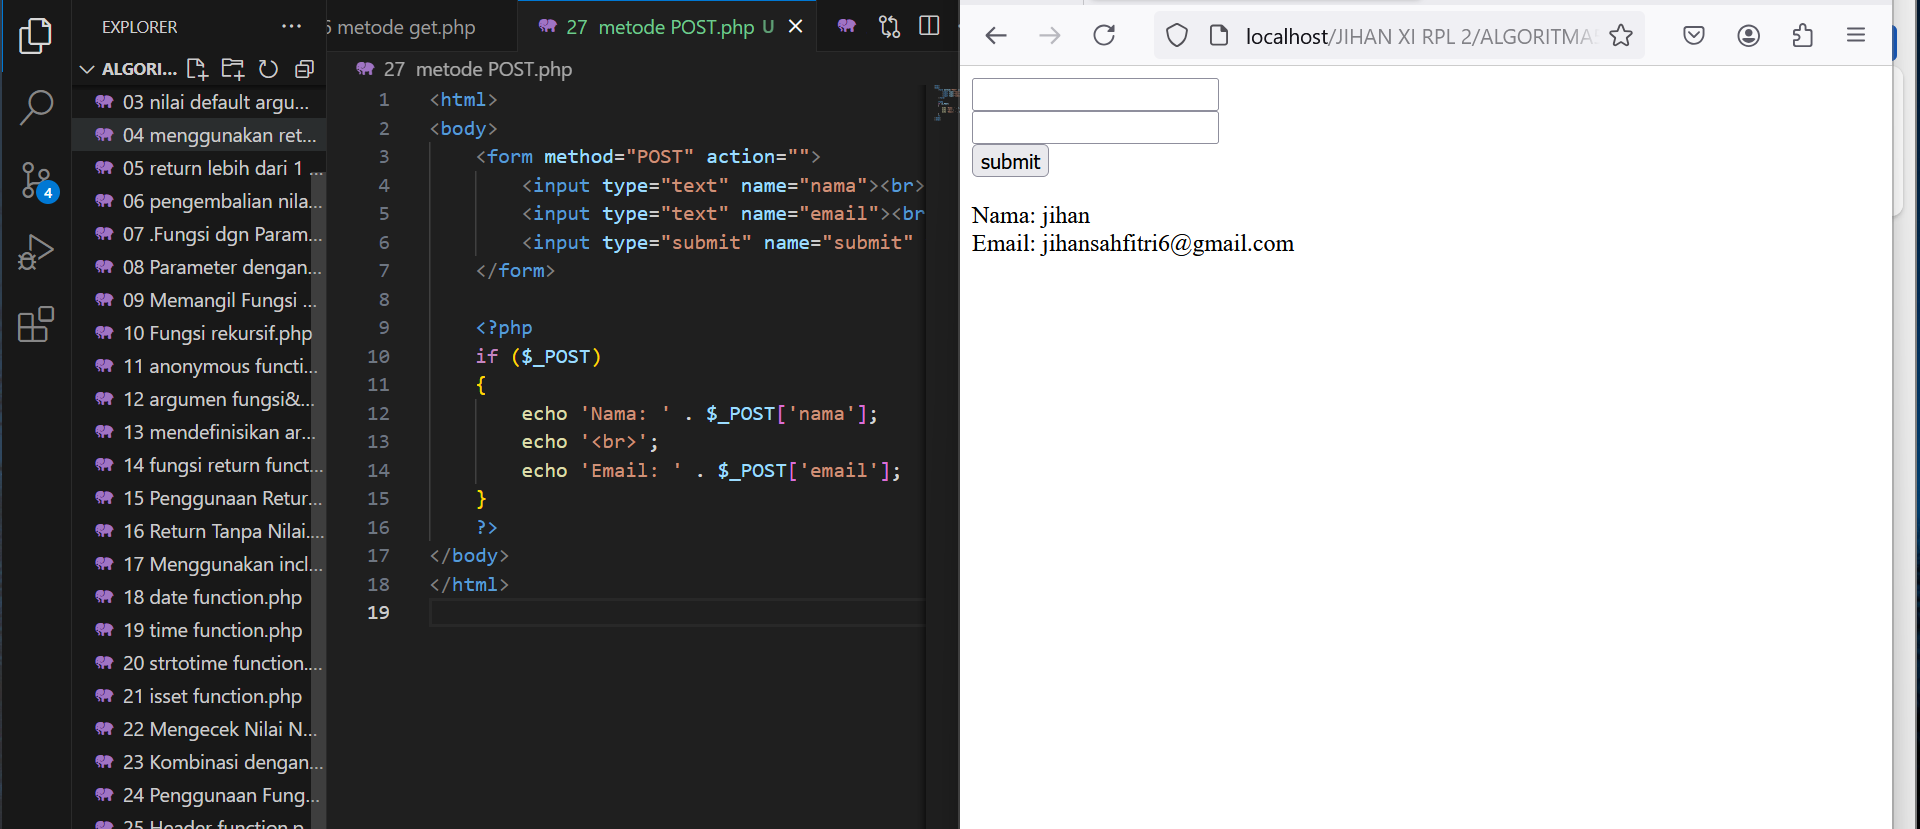 EXPLORER
ALGORI...
03 nilai default argu...
04 menggunakan ret...
05 return lebih dari 1 ...
06 pengembalian nila...
07 .Fungsi dgn Param...
08 Parameter dengan...
09 Memangil Fungsi ...
10 Fungsi rekursif.php
11 anonymous functi...
12 argumen fungsi&...
13 mendefinisikan ar...
14 fungsi return funct...
15 Penggunaan Retur...
16 Return Tanpa Nilai....
17 Menggunakan incl...
18 date function.php
19 time function.php
20 strtotime function....
21 isset function.php
22 Mengecek Nilai N...
23 Kombinasi dengan...
24 Penggunaan Fung...
25 Header function.p...
4
metode get.php
27 metode POST.php U
27 metode POST.php
1 <html>
2 <body>
3 <form method="POST" action="">
4 <input type="text" name="nama"><br>
5 <input type="text" name="email"><br
6 <input type="submit" name="submit"
7 </form>
8
9 <?php
10 if ($_POST)
11 {
12 echo 'Nama: ' . $_POST['nama'];
13 echo '<br>';
14 echo 'Email: ' . $_POST['email'];
15 }
16 ?>
17 </body>
18 </html>
19
localhost/JIHAN XI RPL 2/ALGORITMAS
submit
Nama: jihan
Email: jihansahfitri6@gmail.com